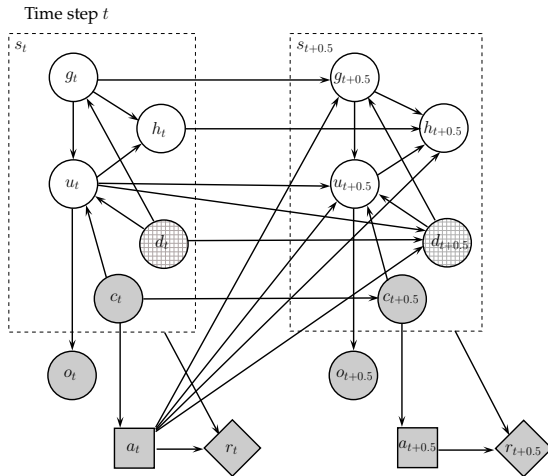 Time step t
s_t
s_{t+0.5}
g_t
g_{t+0.5}
h_t
h_{t+0.5}
u_t
u_{t+0.5}
d_t
d_{t+0.5}
c_t
c_{t+0.5}
o_t
o_{t+0.5}
a_t
r_t
a_{t+0.5}
r_{t+0.5}